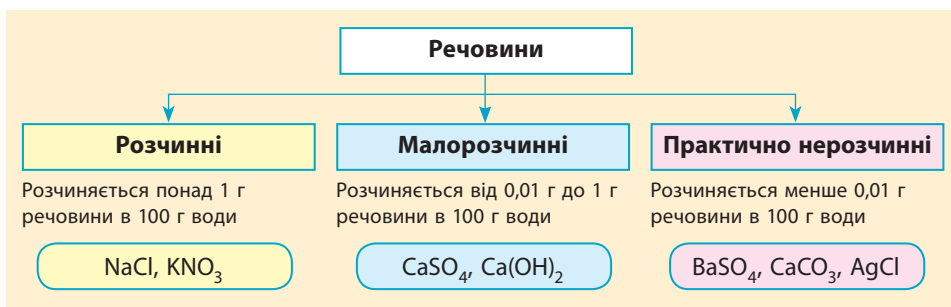 Речовини
Розчинні
Малорозчинні
Практично нерозчинні
Розчиняється понад 1 г
речовини в 100 г води
Розчиняється від 0,01 г до 1 г
речовини в 100 г води
Розчиняється менше 0,01 г
речовини в 100 г води
NaCl, KNO₃
CaSO₄, Ca(OH)₂
BaSO₄, CaCO₃, AgCl